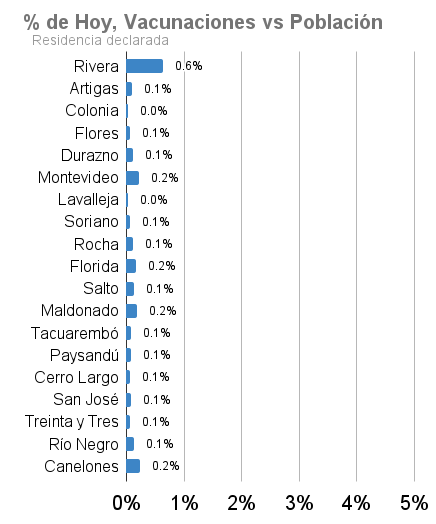 % de Hoy, Vacunaciones vs Población
Residencia declarada
Rivera 0.6%
Artigas 0.1%
Colonia 0.0%
Flores 0.1%
Durazno 0.1%
Montevideo 0.2%
Lavalleja 0.0%
Soriano 0.1%
Rocha 0.1%
Florida 0.2%
Salto 0.1%
Maldonado 0.2%
Tacuarembó 0.1%
Paysandú 0.1%
Cerro Largo 0.1%
San José 0.1%
Treinta y Tres 0.1%
Río Negro 0.1%
Canelones 0.2%
0% 1% 2% 3% 4% 5%